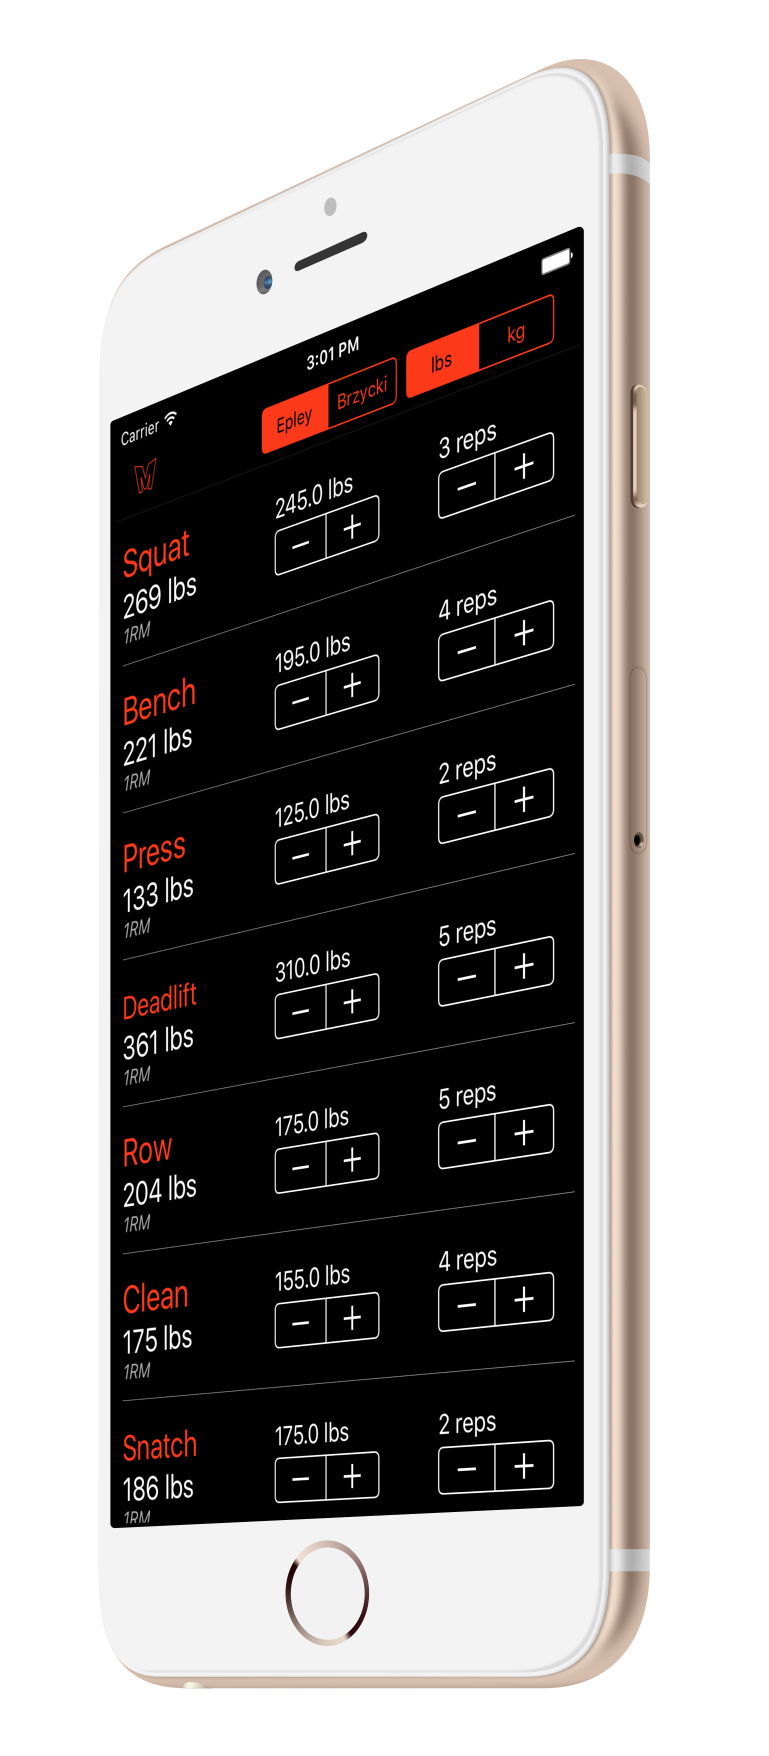 Carrier
3:01 PM
M
Epley
Brzycki
lbs
kg
Squat
269 lbs
1RM
245.0 lbs
− +
3 reps
− +
Bench
221 lbs
1RM
195.0 lbs
− +
4 reps
− +
Press
133 lbs
1RM
125.0 lbs
− +
2 reps
− +
Deadlift
361 lbs
1RM
310.0 lbs
− +
5 reps
− +
Row
204 lbs
1RM
175.0 lbs
− +
5 reps
− +
Clean
175 lbs
1RM
155.0 lbs
− +
4 reps
− +
Snatch
186 lbs
1RM
175.0 lbs
− +
2 reps
− +